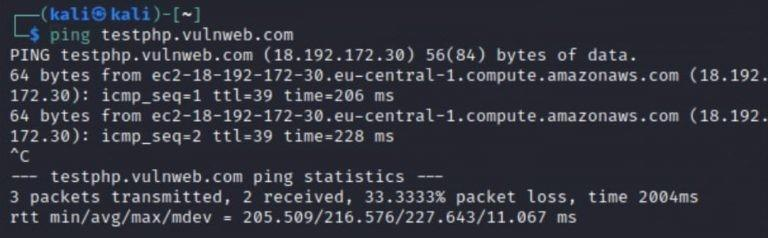 ┌──(kali㉿kali)-[~]
└─$ ping testphp.vulnweb.com
PING testphp.vulnweb.com (18.192.172.30) 56(84) bytes of data.
64 bytes from ec2-18-192-172-30.eu-central-1.compute.amazonaws.com (18.192.
172.30): icmp_seq=1 ttl=39 time=206 ms
64 bytes from ec2-18-192-172-30.eu-central-1.compute.amazonaws.com (18.192.
172.30): icmp_seq=2 ttl=39 time=228 ms
^C
--- testphp.vulnweb.com ping statistics ---
3 packets transmitted, 2 received, 33.3333% packet loss, time 2004ms
rtt min/avg/max/mdev = 205.509/216.576/227.643/11.067 ms